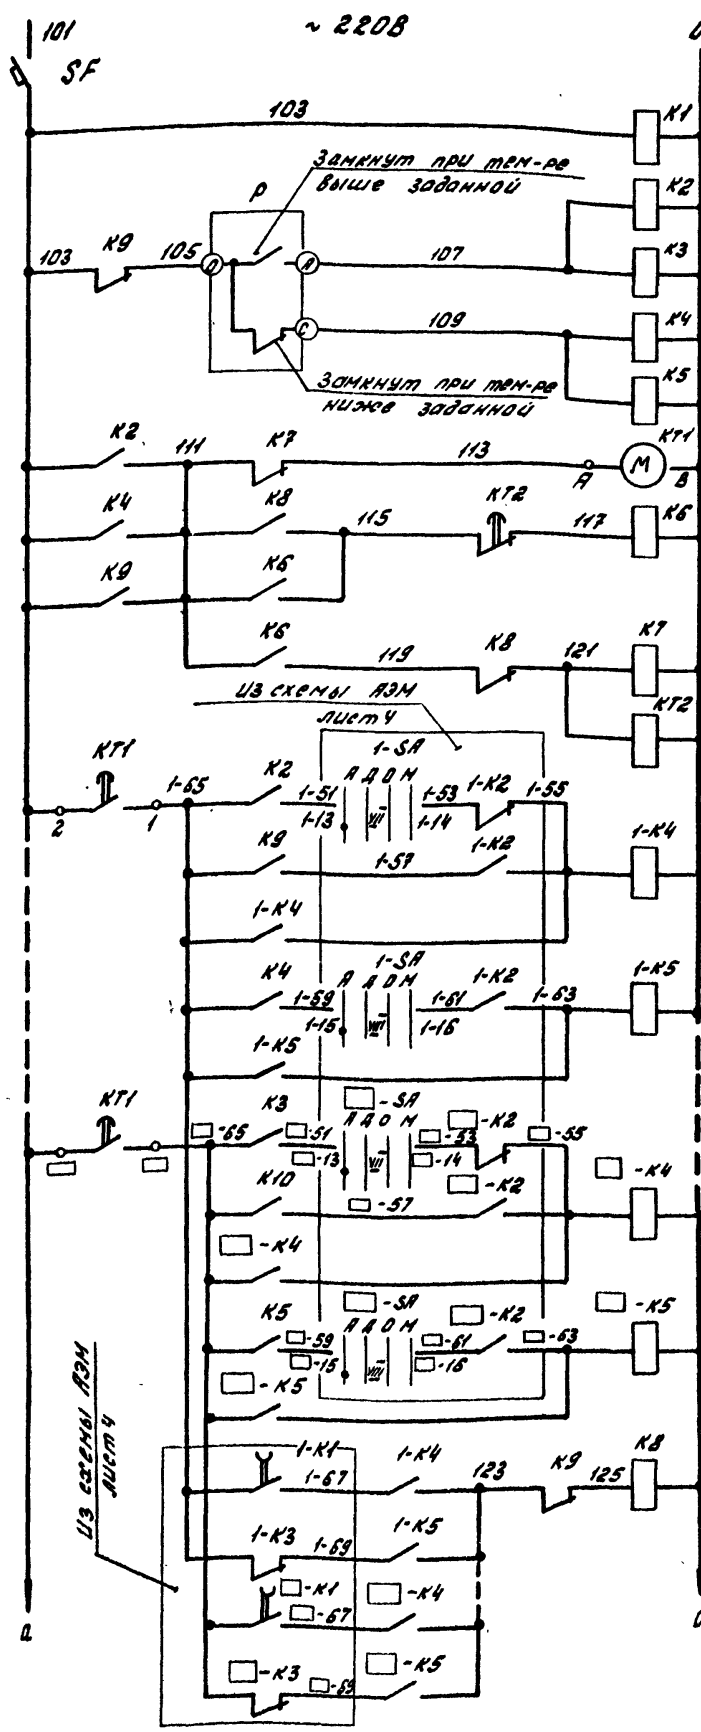 101
~ 220В
SF
103
К1
Замкнут при тем-ре
выше заданной
Р
К2
103
К9
105
О
А
107
К3
С
109
К4
Замкнут при тем-ре
ниже заданной
К5
К2
111
К7
113
А
М
В
КТ1
К4
К8
115
КТ2
117
К6
К9
К6
К6
119
К8
121
К7
Из схемы АЭМ
лист 4
КТ2
КТ1
1-65
К2
1-SA
1-51
А Д О М
1-53
1-К2
1-55
2
1
1-13
VII
1-14
К9
1-57
1-К2
1-К4
1-К4
К4
1-SA
1-59
А Д О М
1-61
1-К2
1-63
1-К5
1-15
VIII
1-16
1-К5
КТ1
К3
□-SA
□-К2
□-65
□-51
А Д О М
□-53
□-55
□-13
VII
□-14
К10
□-57
□-К2
□-К4
□-К4
К5
□-SA
□-К2
□-К5
□-59
А Д О М
□-61
□-63
□-15
VIII
□-16
□-К5
Из схемы АЭМ
лист 4
1-К1
1-67
1-К4
123
К9
125
К8
1-К3
1-69
1-К5
□-К1
□-67
□-К4
□-К3
□-69
□-К5
а